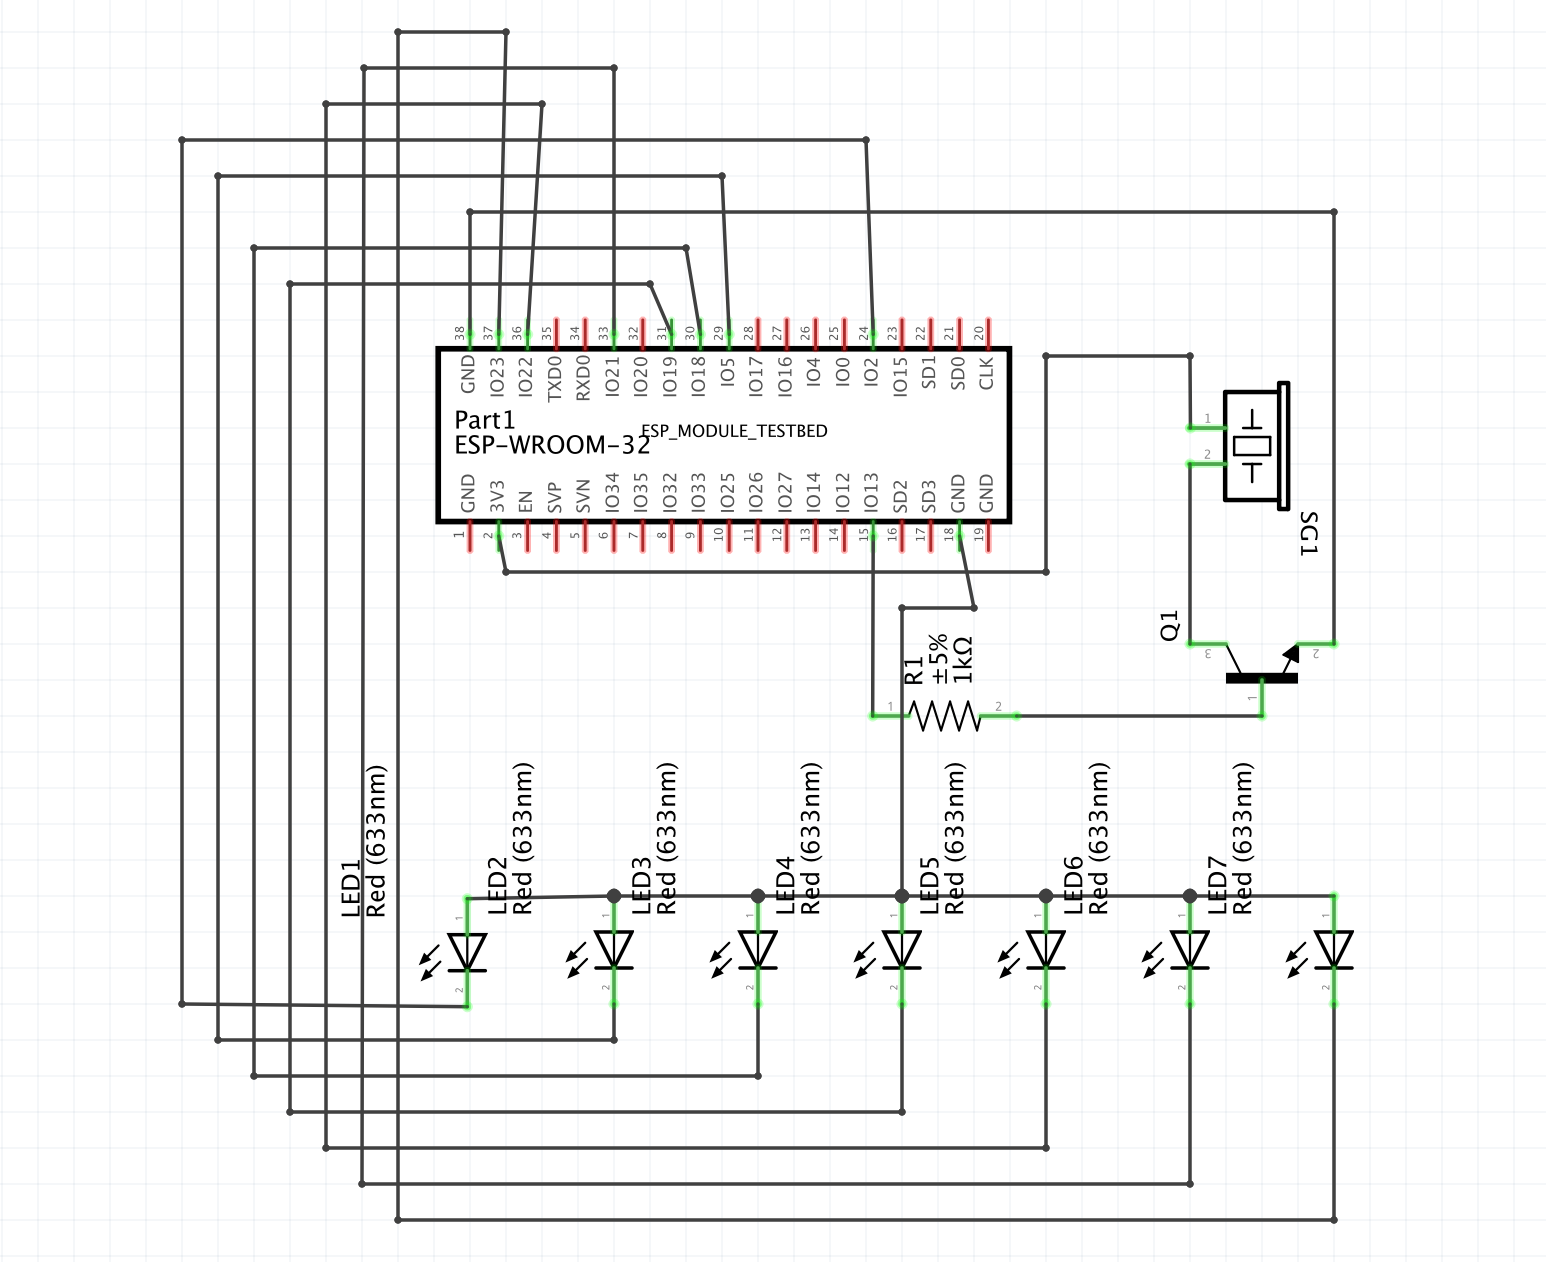 38 37 36 35 34 33 32 31 30 29 28 27 26 25 24 23 22 21 20
GND IO23 IO22 TXD0 RXD0 IO21 IO20 IO19 IO18 IO5 IO17 IO16 IO4 IO0 IO2 IO15 SD1 SD0 CLK
Part1
ESP-WROOM-32
ESP_MODULE_TESTBED
GND 3V3 EN SVP SVN IO34 IO35 IO32 IO33 IO25 IO26 IO27 IO14 IO12 IO13 SD2 SD3 GND GND
1 2 3 4 5 6 7 8 9 10 11 12 13 14 15 16 17 18 19
1
2
SG1
Q1
3
2
1
R1
±5%
1kΩ
1
2
LED1
Red (633nm)
LED2
Red (633nm)
LED3
Red (633nm)
LED4
Red (633nm)
LED5
Red (633nm)
LED6
Red (633nm)
LED7
Red (633nm)
1 1 1 1 1 1 1
2 2 2 2 2 2 2